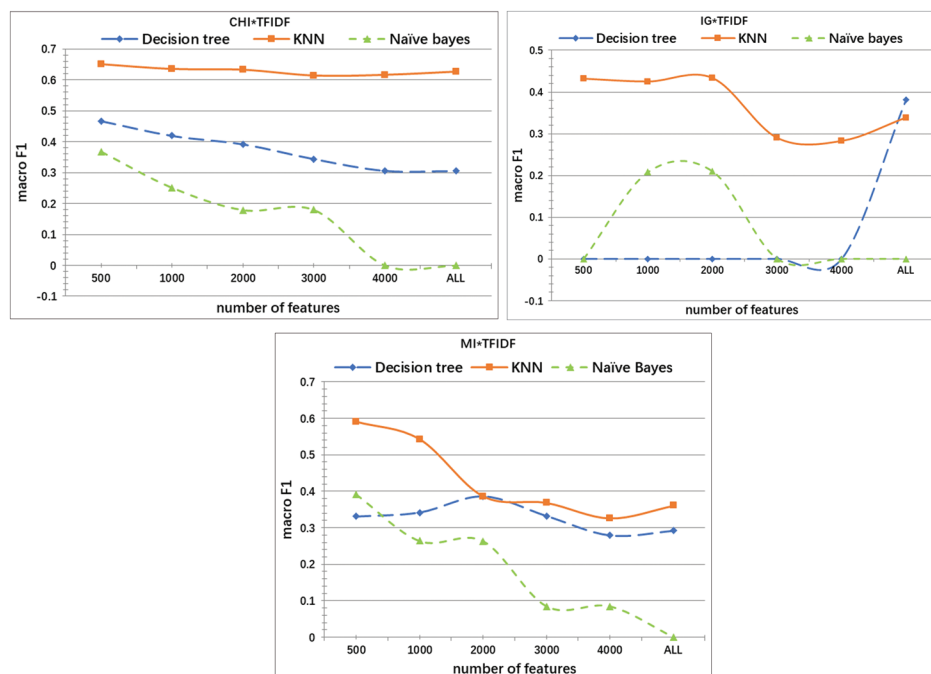 CHI*TFIDF
Decision tree KNN Naïve bayes
0.7
0.6
0.5
0.4
0.3
0.2
0.1
0
-0.1
macro F1
500 1000 2000 3000 4000 ALL
number of features
IG*TFIDF
Decision tree KNN Naïve bayes
0.5
0.4
0.3
0.2
0.1
0
-0.1
macro F1
500 1000 2000 3000 4000 ALL
number of features
MI*TFIDF
Decision tree KNN Naïve Bayes
0.7
0.6
0.5
0.4
0.3
0.2
0.1
0
macro F1
500 1000 2000 3000 4000 ALL
number of features